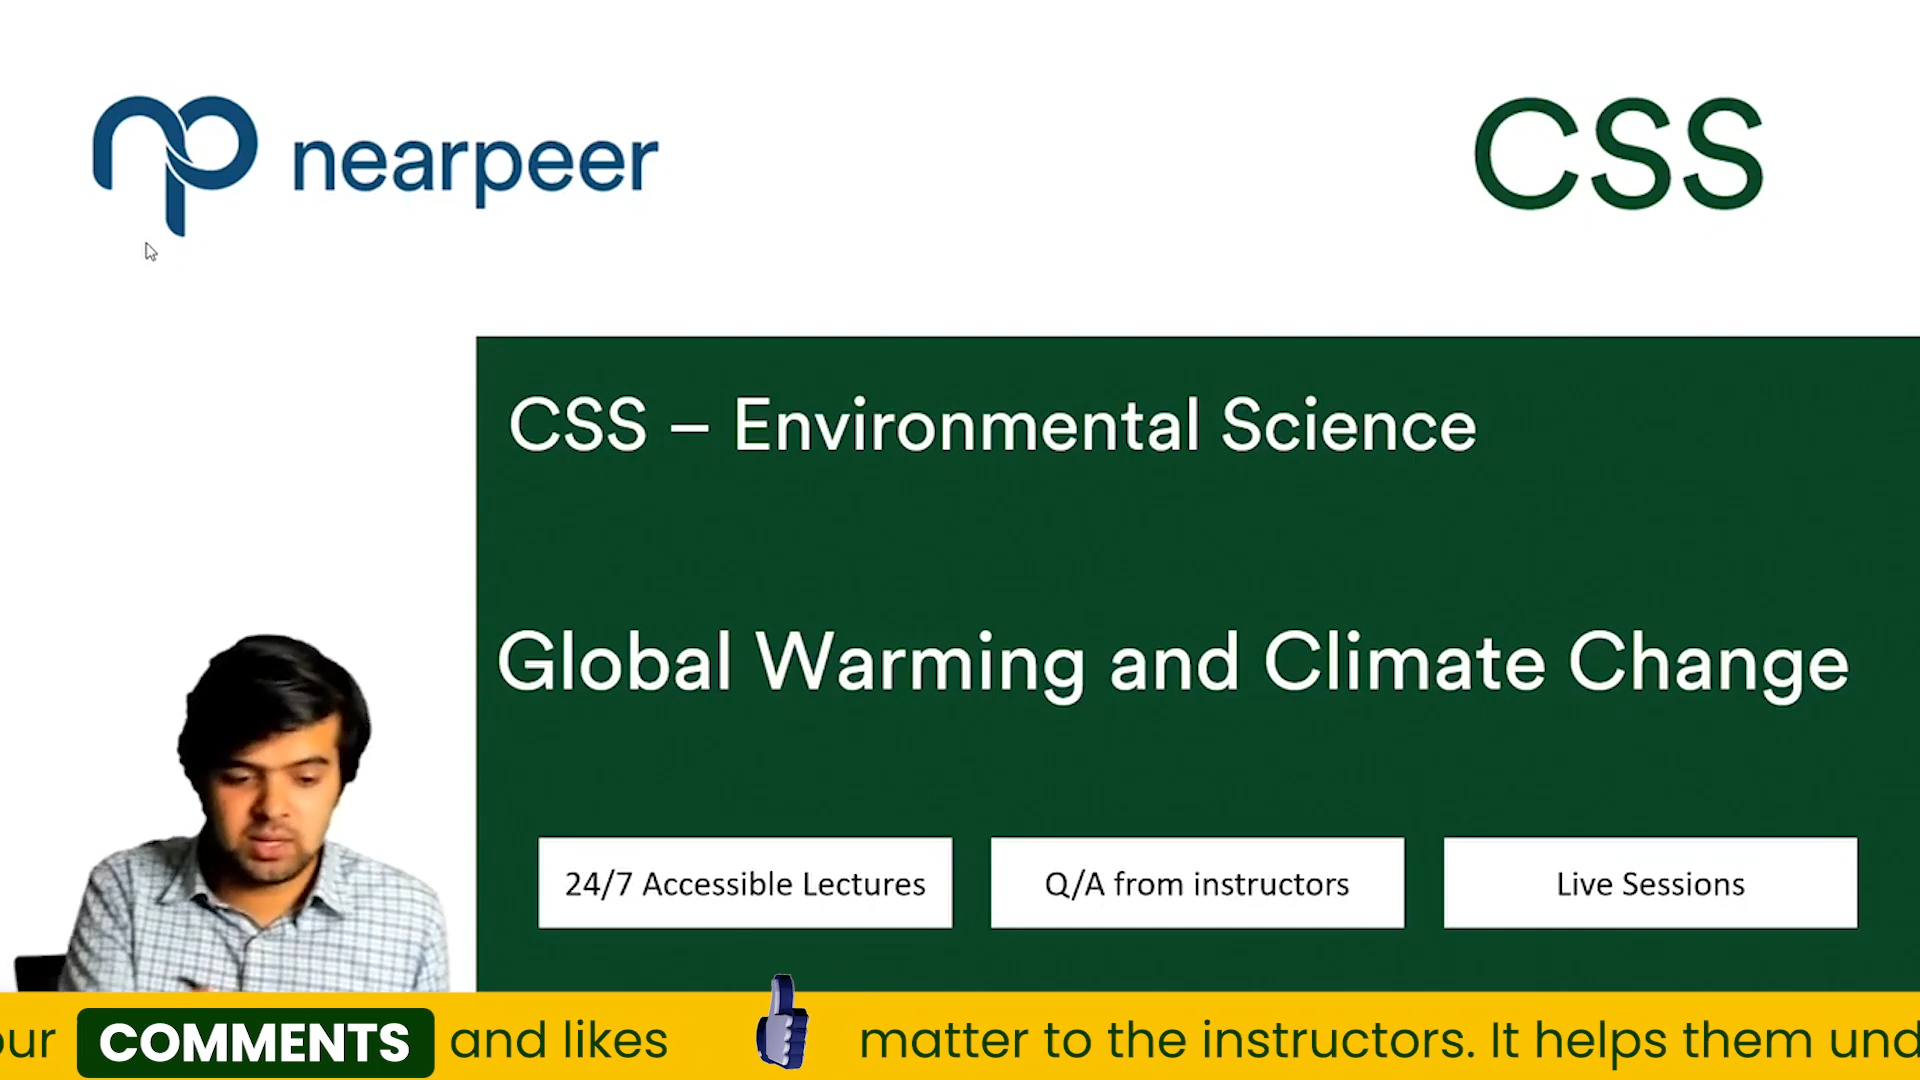 nearpeer
CSS
CSS – Environmental Science
Global Warming and Climate Change
24/7 Accessible Lectures
Q/A from instructors
Live Sessions
COMMENTS and likes matter to the instructors. It helps them